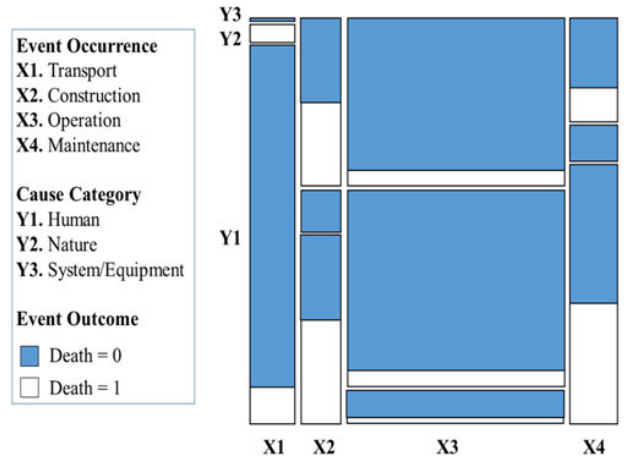 Event Occurrence
X1. Transport
X2. Construction
X3. Operation
X4. Maintenance
Cause Category
Y1. Human
Y2. Nature
Y3. System/Equipment
Event Outcome
Death = 0
Death = 1
Y3
Y2
Y1
X1 X2 X3 X4